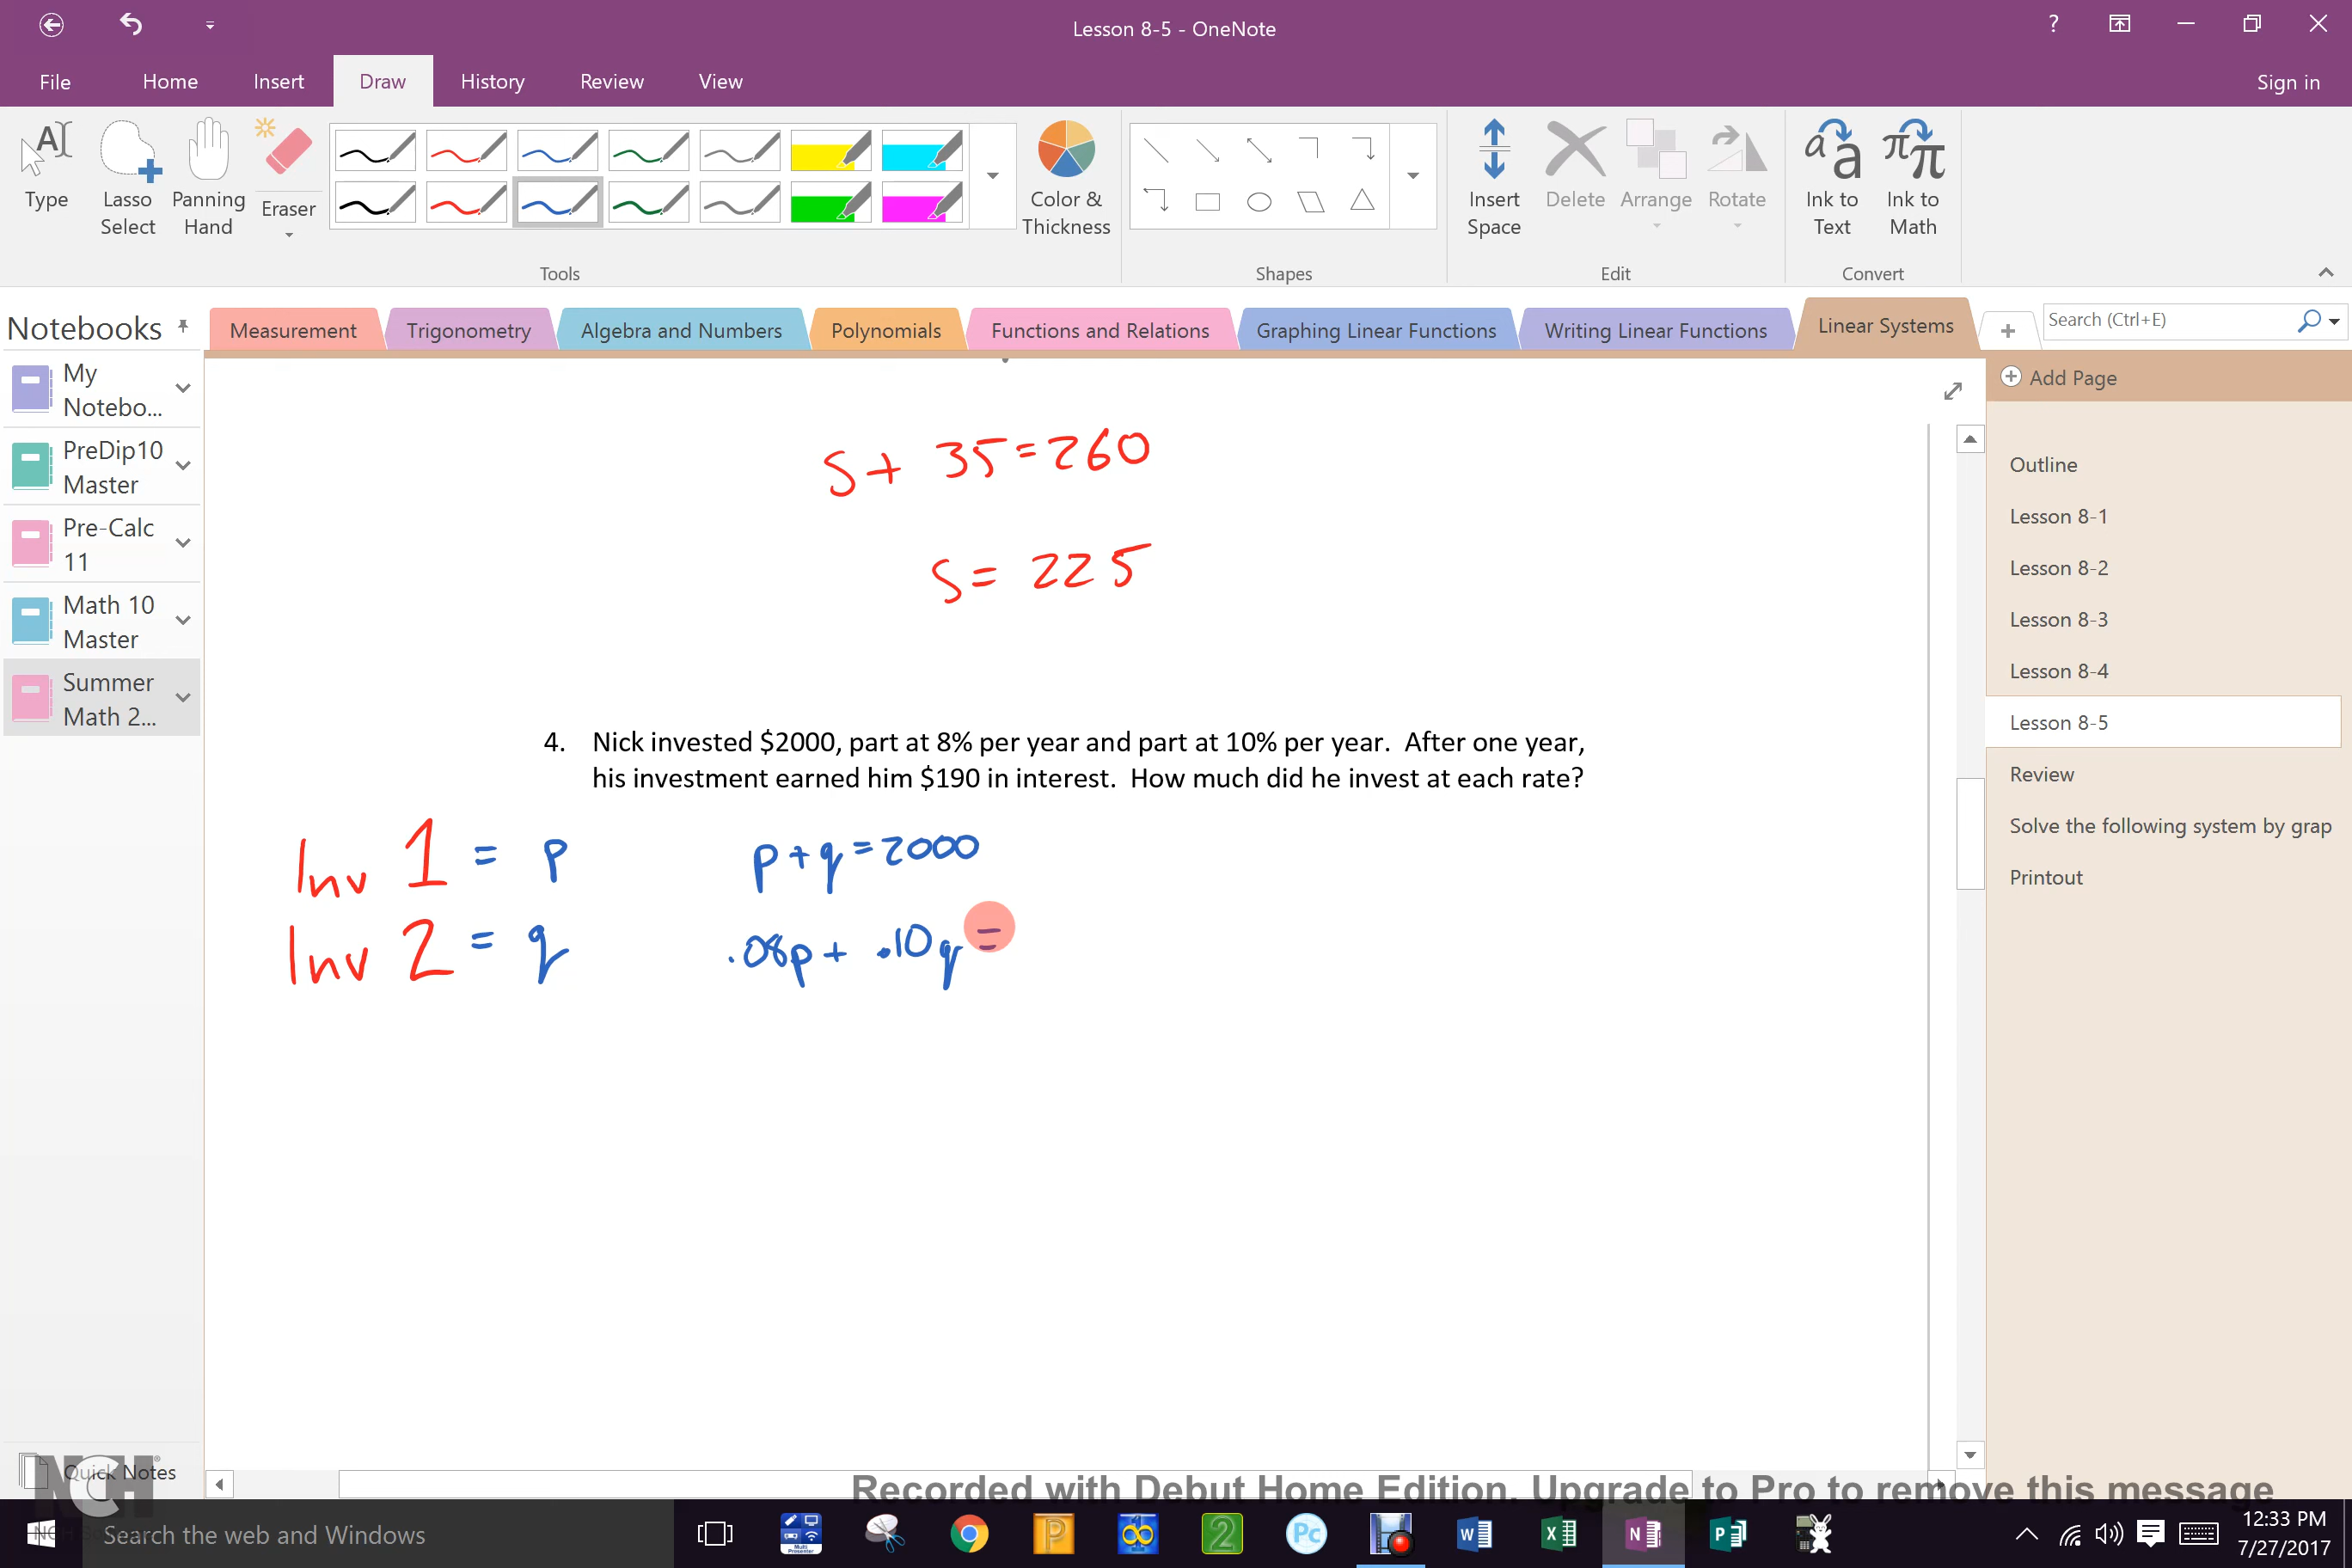 Lesson 8-5 - OneNote
?
File Home Insert Draw History Review View Sign in
Type
Lasso Select
Panning Hand
Eraser
Color & Thickness
Insert Space
Delete
Arrange
Rotate
Ink to Text
Ink to Math
Tools Shapes Edit Convert
Notebooks
Measurement Trigonometry Algebra and Numbers Polynomials Functions and Relations Graphing Linear Functions Writing Linear Functions Linear Systems + Search (Ctrl+E)
My Notebo...
PreDip10 Master
Pre-Calc 11
Math 10 Master
Summer Math 2...
Quick Notes
S + 35 = 260
S = 225
4. Nick invested $2000, part at 8% per year and part at 10% per year. After one year,
his investment earned him $190 in interest. How much did he invest at each rate?
Inv 1 = p
p + q = 2000
Inv 2 = q
.08p + .10q =
Add Page
Outline
Lesson 8-1
Lesson 8-2
Lesson 8-3
Lesson 8-4
Lesson 8-5
Review
Solve the following system by grap
Printout
NCH
Recorded with Debut Home Edition. Upgrade to Pro to remove this message
Search the web and Windows
12:33 PM
7/27/2017